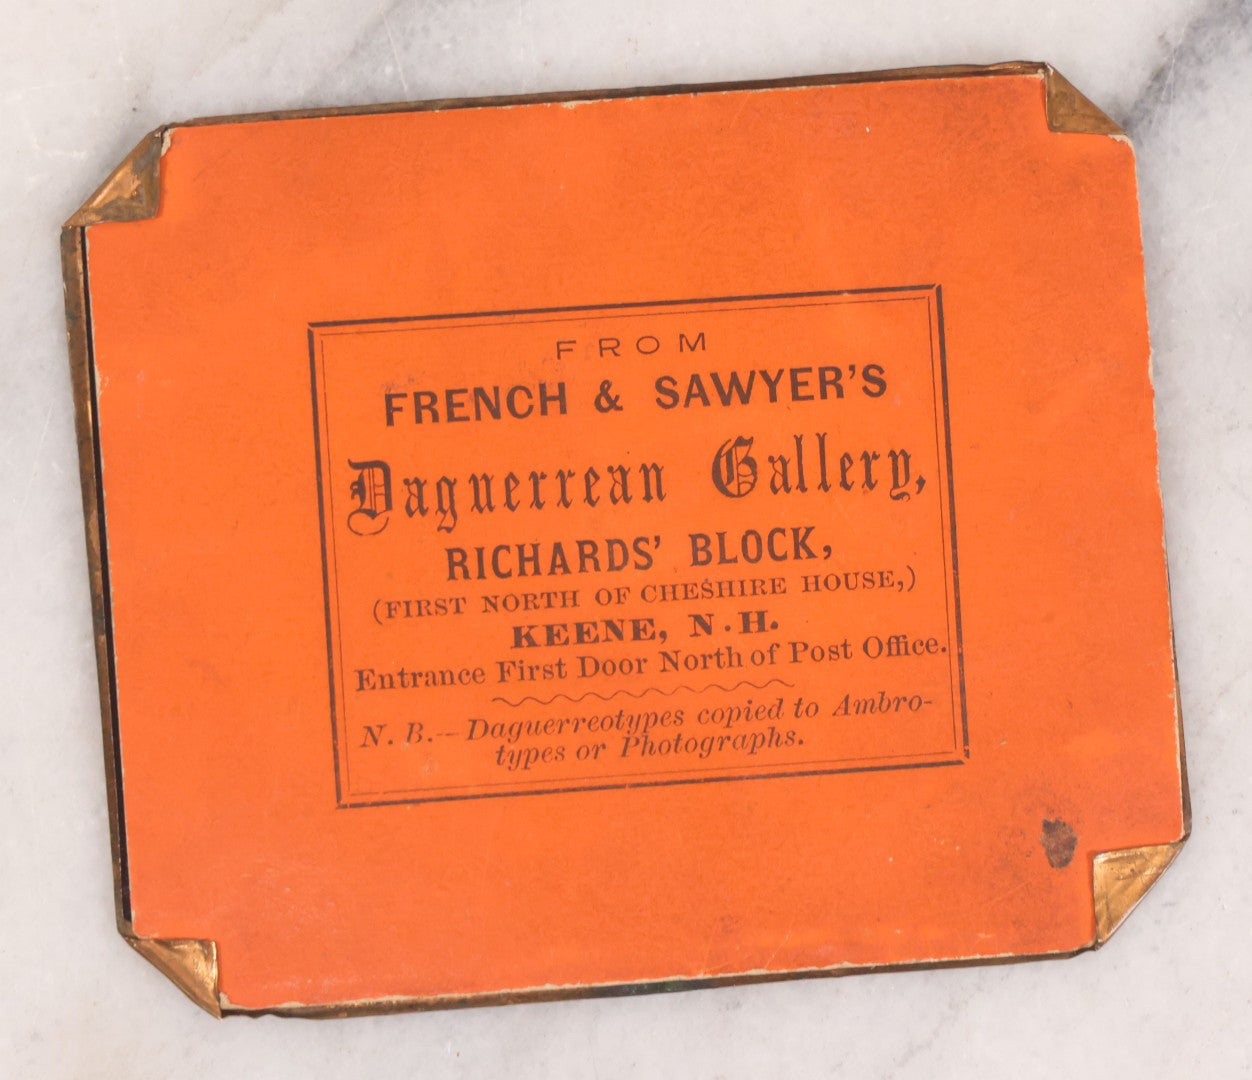 FROM
FRENCH & SAWYER'S
Daguerrean Gallery,
RICHARDS' BLOCK,
(FIRST NORTH OF CHESHIRE HOUSE,)
KEENE, N.H.
Entrance First Door North of Post Office.
N. B.--Daguerreotypes copied to Ambro-
types or Photographs.